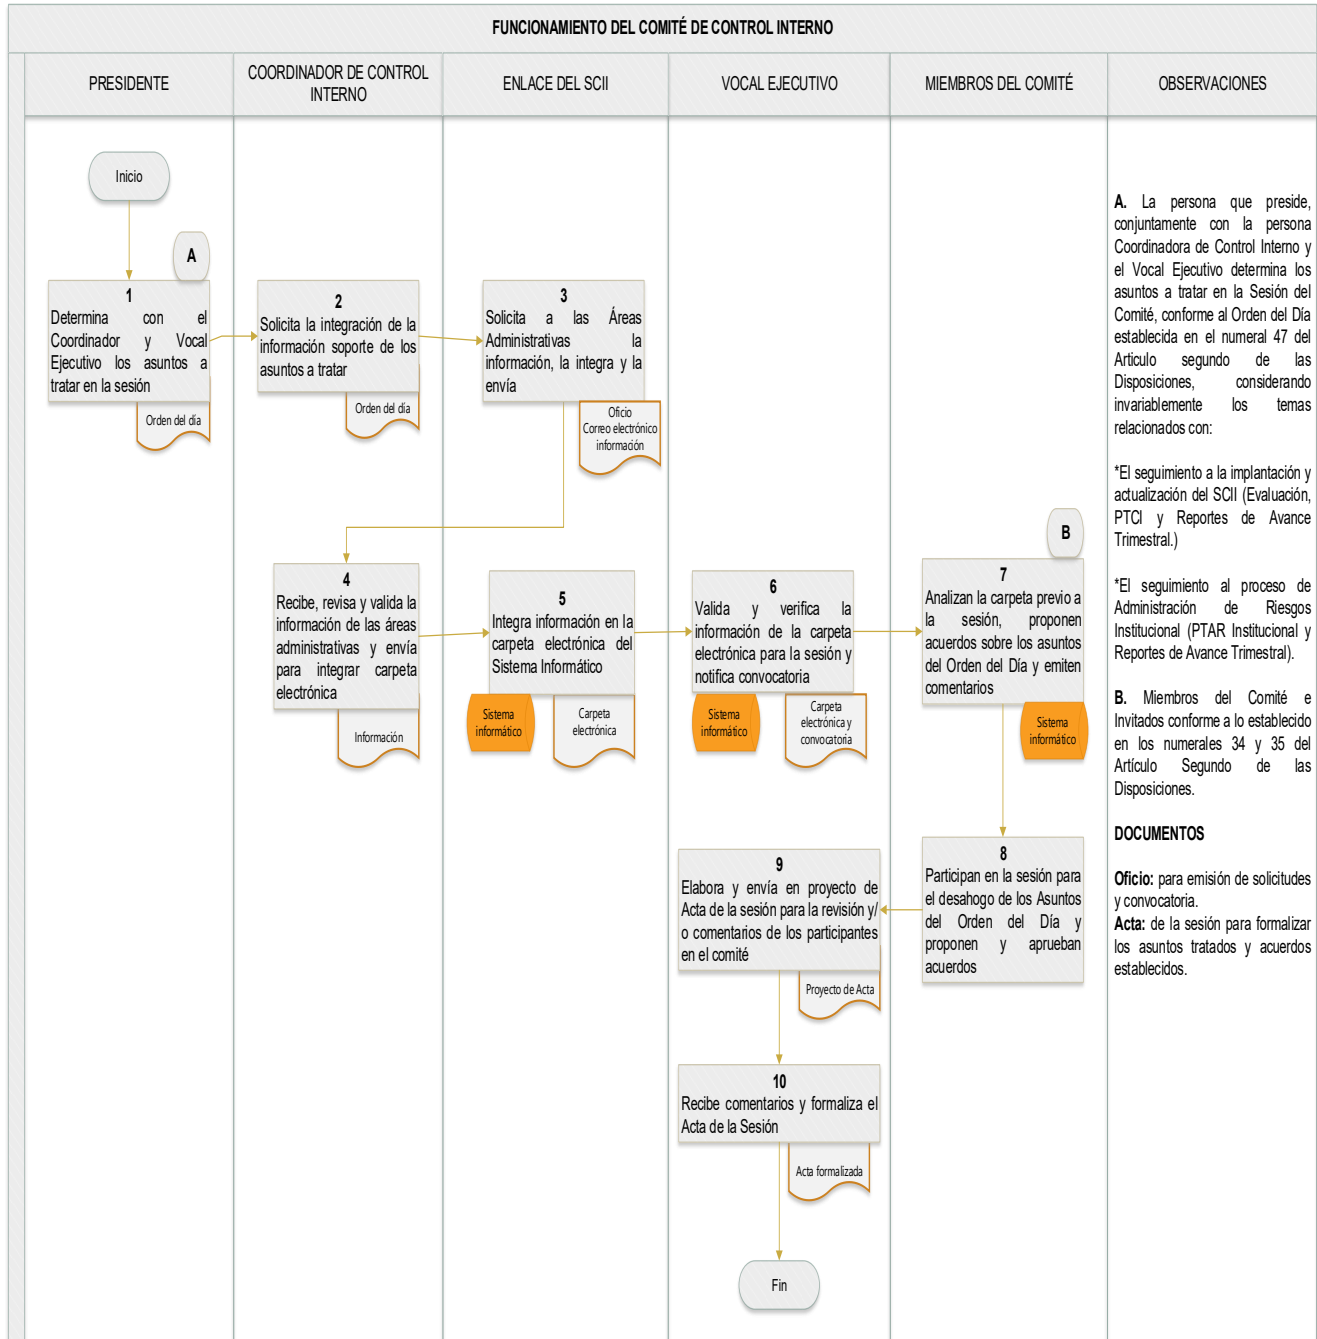 FUNCIONAMIENTO DEL COMITÉ DE CONTROL INTERNO
PRESIDENTE
COORDINADOR DE CONTROL
INTERNO
ENLACE DEL SCII
VOCAL EJECUTIVO
MIEMBROS DEL COMITÉ
OBSERVACIONES
Inicio
A
1
Determina con el
Coordinador y Vocal
Ejecutivo los asuntos a
tratar en la sesión
Orden del día
2
Solicita la integración de la
información soporte de los
asuntos a tratar
Orden del día
3
Solicita a las Áreas
Administrativas la
información, la integra y la
envía
Oficio
Correo electrónico
información
4
Recibe, revisa y valida la
información de las áreas
administrativas y envía
para integrar carpeta
electrónica
Información
5
Integra información en la
carpeta electrónica del
Sistema Informático
Sistema
informático
Carpeta
electrónica
6
Valida y verifica la
información de la carpeta
electrónica para la sesión y
notifica convocatoria
Sistema
informático
Carpeta
electrónica y
convocatoria
B
7
Analizan la carpeta previo a
la sesión, proponen
acuerdos sobre los asuntos
del Orden del Día y emiten
comentarios
Sistema
informático
8
Participan en la sesión para
el desahogo de los Asuntos
del Orden del Día y
proponen y aprueban
acuerdos
9
Elabora y envía en proyecto de
Acta de la sesión para la revisión y/
o comentarios de los participantes
en el comité
Proyecto de Acta
10
Recibe comentarios y formaliza el
Acta de la Sesión
Acta formalizada
Fin
A. La persona que preside,
conjuntamente con la persona
Coordinadora de Control Interno y
el Vocal Ejecutivo determina los
asuntos a tratar en la Sesión del
Comité, conforme al Orden del Día
establecida en el numeral 47 del
Articulo segundo de las
Disposiciones, considerando
invariablemente los temas
relacionados con:
*El seguimiento a la implantación y
actualización del SCII (Evaluación,
PTCI y Reportes de Avance
Trimestral.)
*El seguimiento al proceso de
Administración de Riesgos
Institucional (PTAR Institucional y
Reportes de Avance Trimestral).
B. Miembros del Comité e
Invitados conforme a lo establecido
en los numerales 34 y 35 del
Artículo Segundo de las
Disposiciones.
DOCUMENTOS
Oficio: para emisión de solicitudes
y convocatoria.
Acta: de la sesión para formalizar
los asuntos tratados y acuerdos
establecidos.